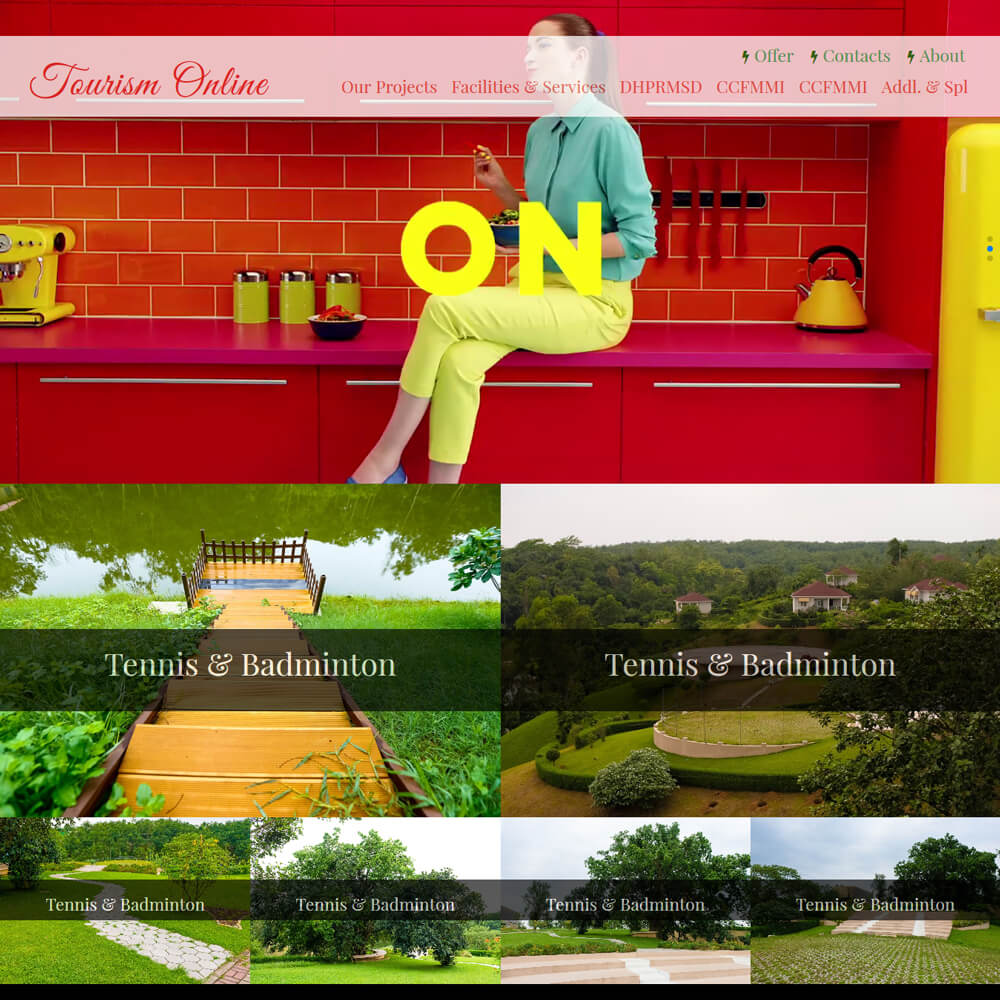 Offer Contacts About
Tourism Online
Our Projects Facilities & Services DHPRMSD CCFMMI CCFMMI Addl. & Spl
ON
Tennis & Badminton
Tennis & Badminton
Tennis & Badminton
Tennis & Badminton
Tennis & Badminton
Tennis & Badminton